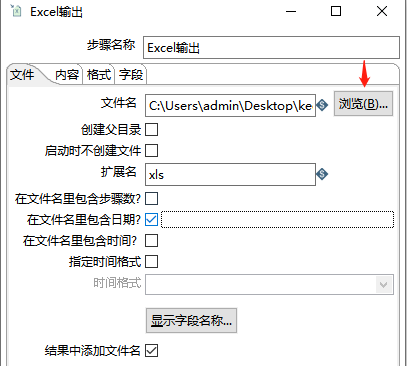 Excel输出
步骤名称 Excel输出
文件 内容 格式 字段
文件名 C:\Users\admin\Desktop\ke 浏览(B)...
创建父目录
启动时不创建文件
扩展名 xls
在文件名里包含步骤数?
在文件名里包含日期?
在文件名里包含时间?
指定时间格式
时间格式
显示字段名称...
结果中添加文件名